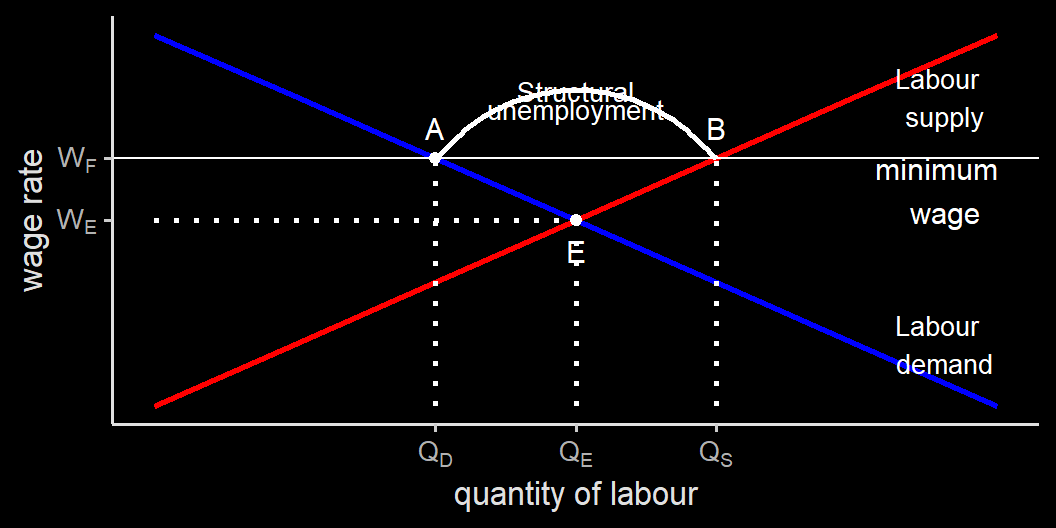 Structural
unemployment
Labour
supply
A
B
W_F
minimum
wage
W_E
E
wage rate
Labour
demand
Q_D
Q_E
Q_S
quantity of labour